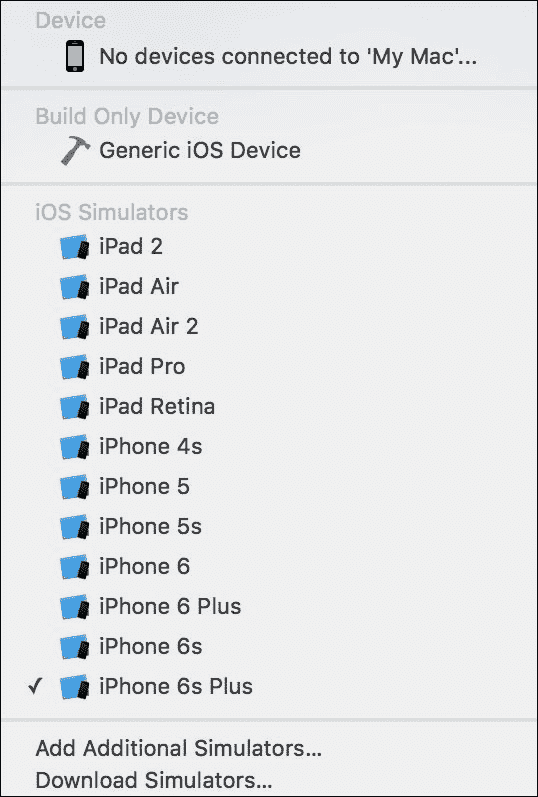 Device
No devices connected to 'My Mac'...
Build Only Device
Generic iOS Device
iOS Simulators
iPad 2
iPad Air
iPad Air 2
iPad Pro
iPad Retina
iPhone 4s
iPhone 5
iPhone 5s
iPhone 6
iPhone 6 Plus
iPhone 6s
✓ iPhone 6s Plus
Add Additional Simulators...
Download Simulators...